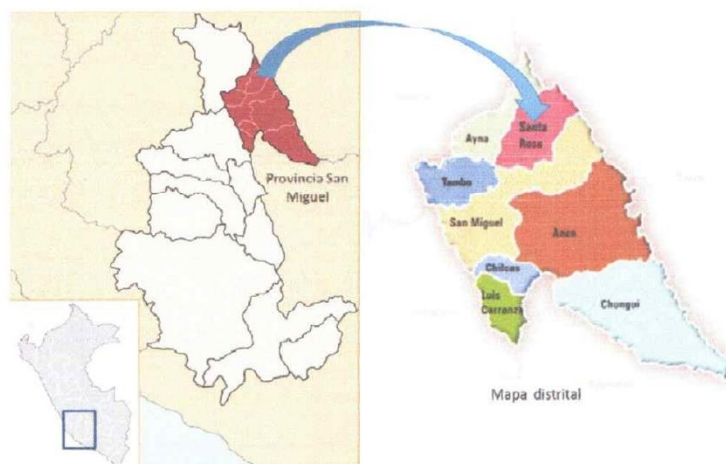 Provincia San
Miguel
Santa
Rosa
Ayna
Tambo
San Miguel
Anco
Chilcas
Luis
Carranza
Chungui
Mapa distrital